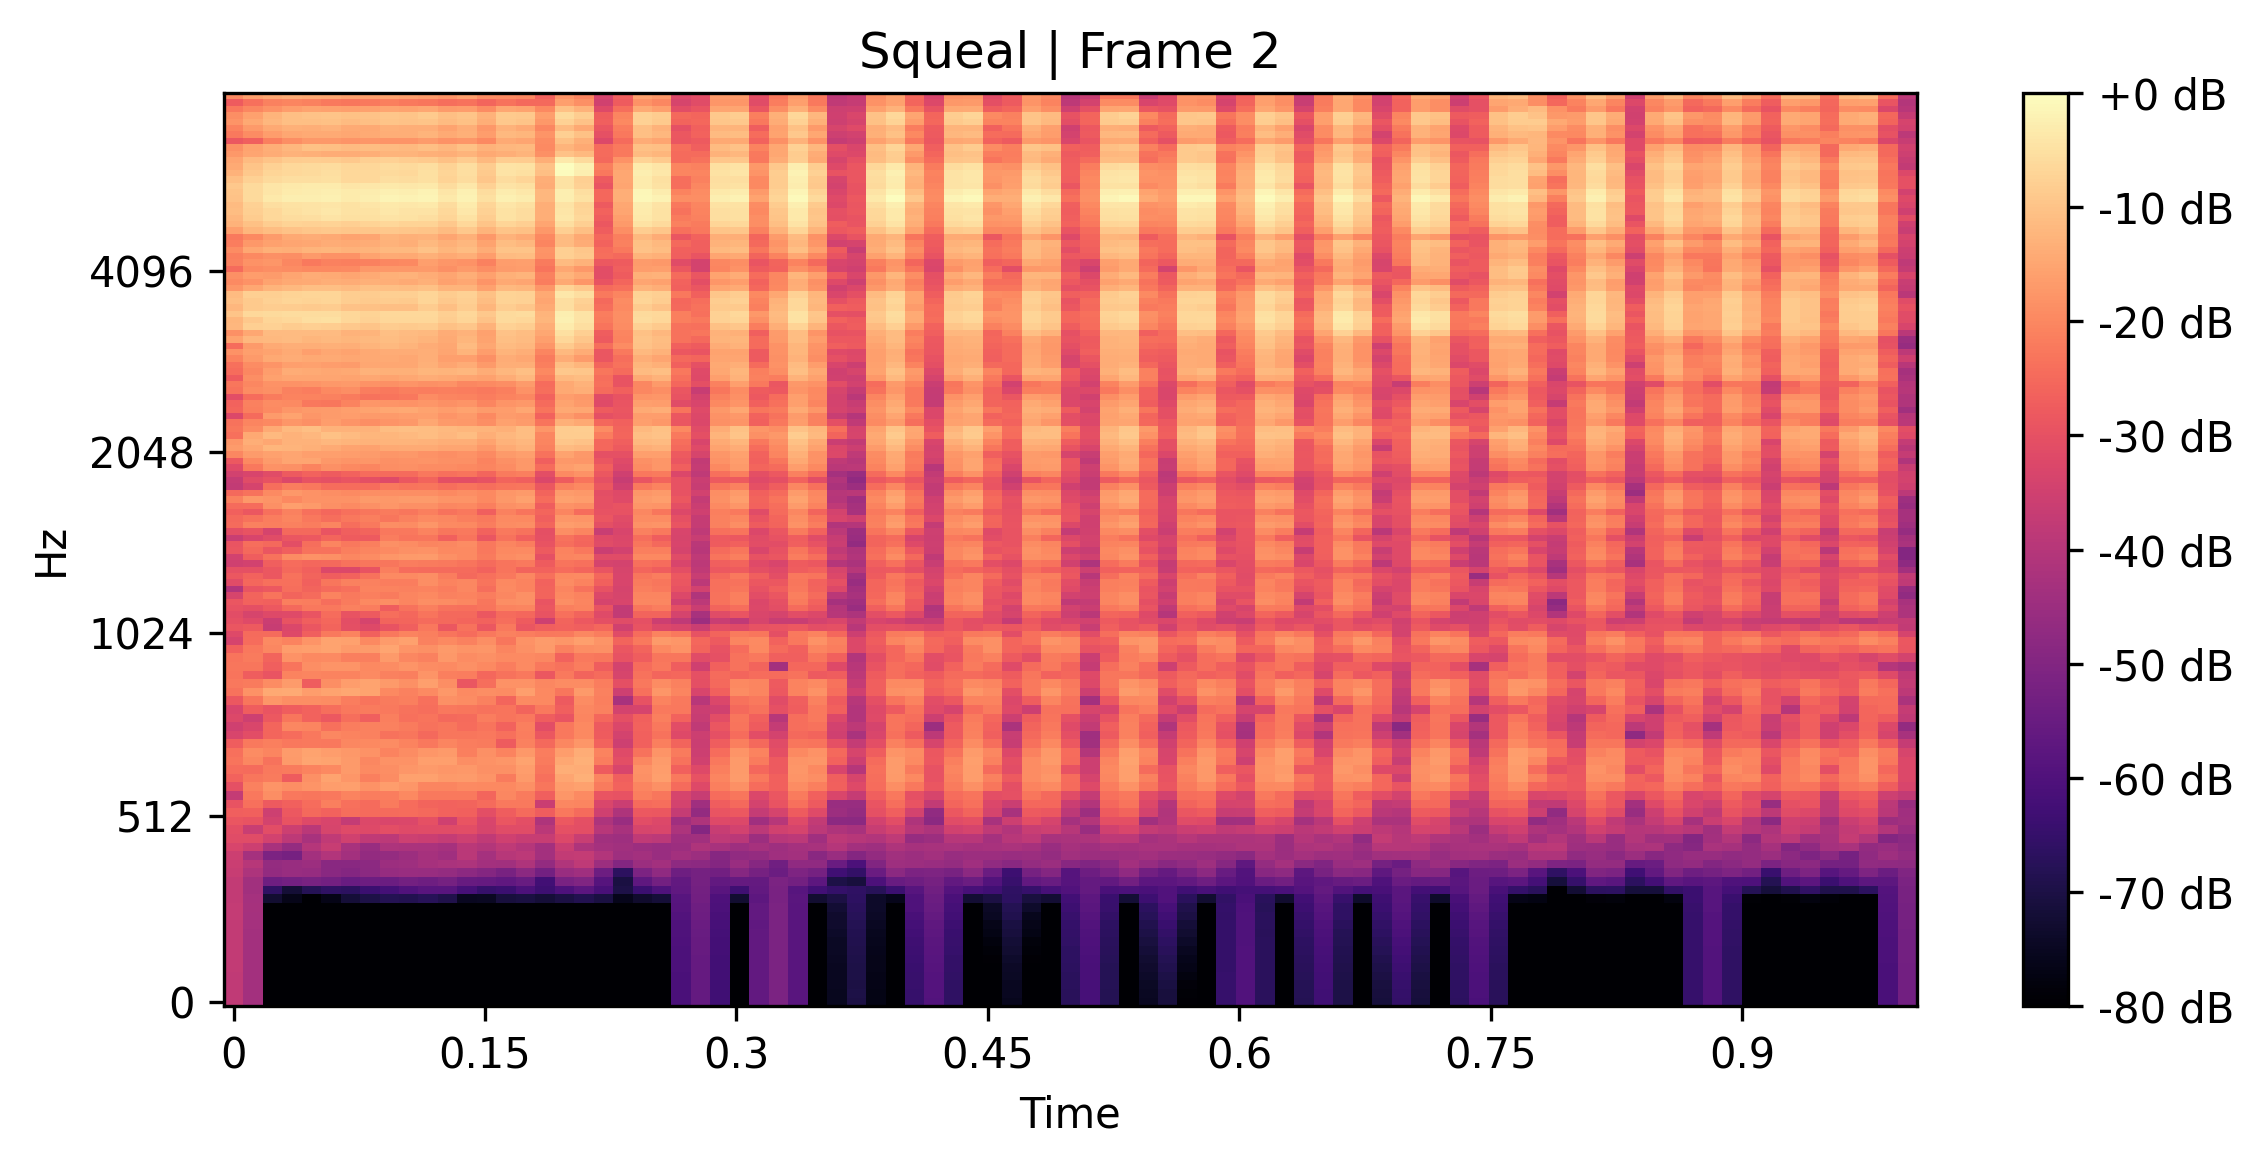 Squeal | Frame 2
+0 dB
-10 dB
-20 dB
-30 dB
-40 dB
-50 dB
-60 dB
-70 dB
-80 dB
Hz
4096
2048
1024
512
0
0 0.15 0.3 0.45 0.6 0.75 0.9
Time